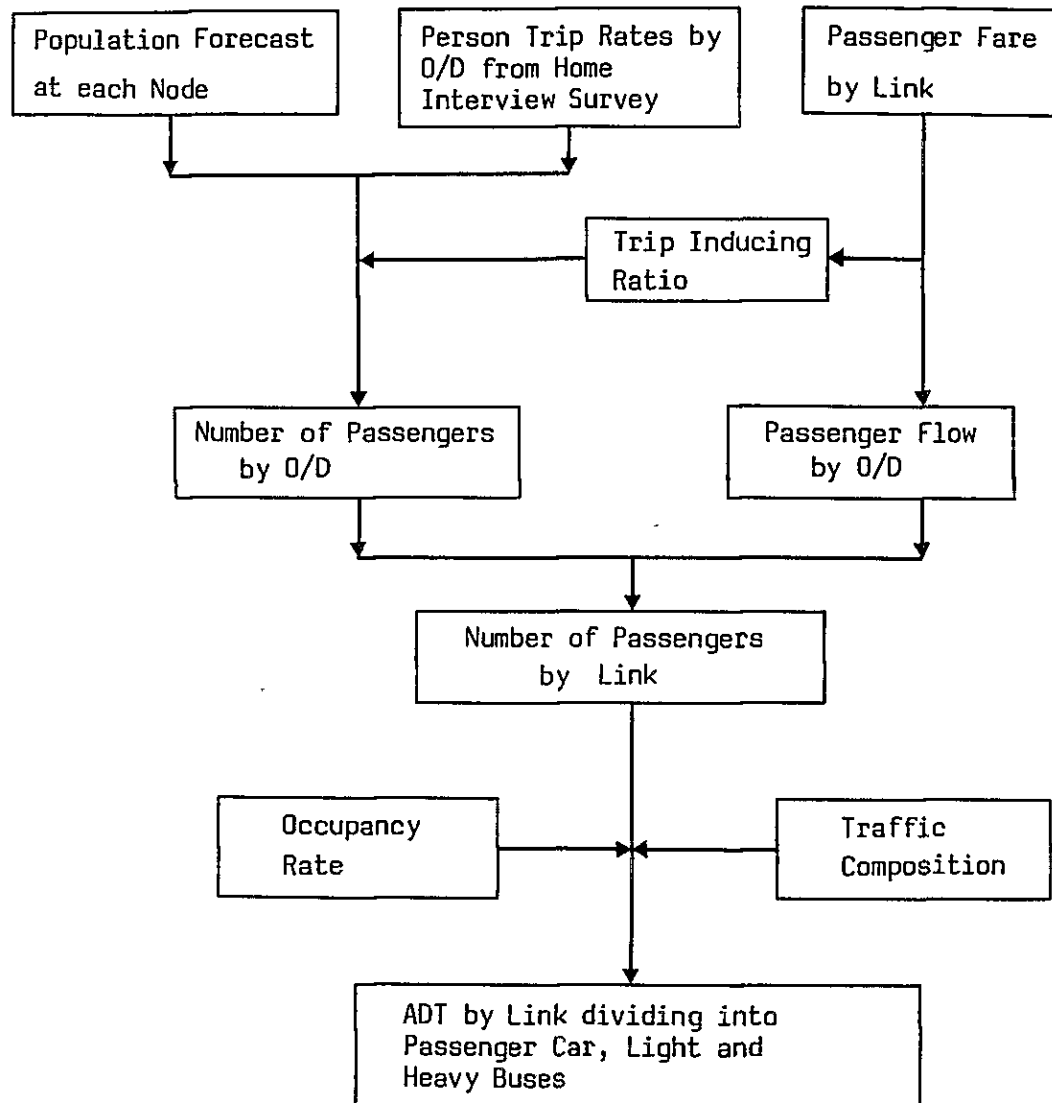 Population Forecast
at each Node
Person Trip Rates by
O/D from Home
Interview Survey
Passenger Fare
by Link
Trip Inducing
Ratio
Number of Passengers
by O/D
Passenger Flow
by O/D
Number of Passengers
by Link
Occupancy
Rate
Traffic
Composition
ADT by Link dividing into
Passenger Car, Light and
Heavy Buses